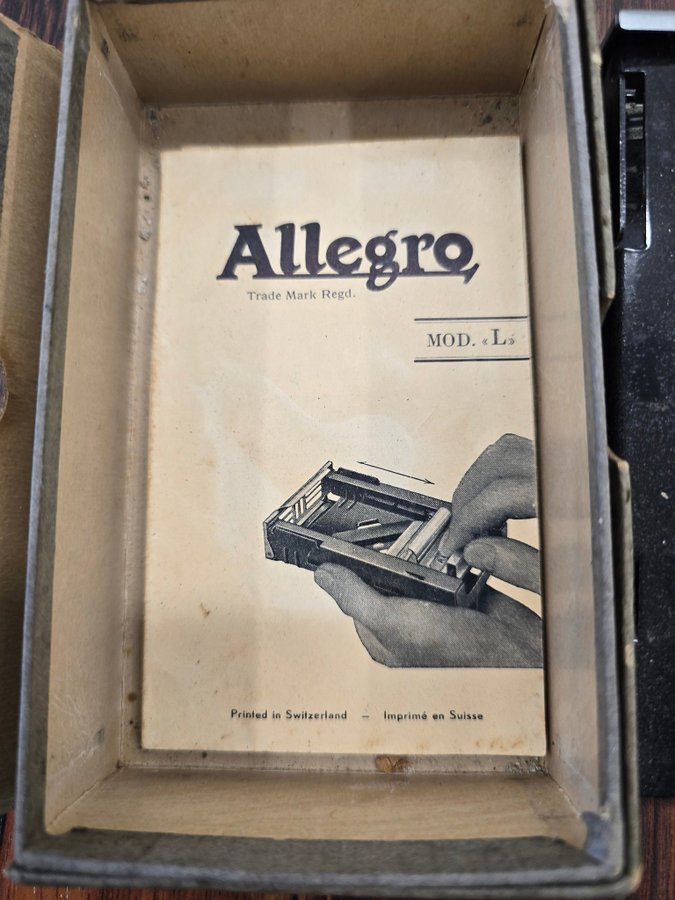 Allegro
Trade Mark Regd.
MOD. «L»
Printed in Switzerland – Imprimé en Suisse